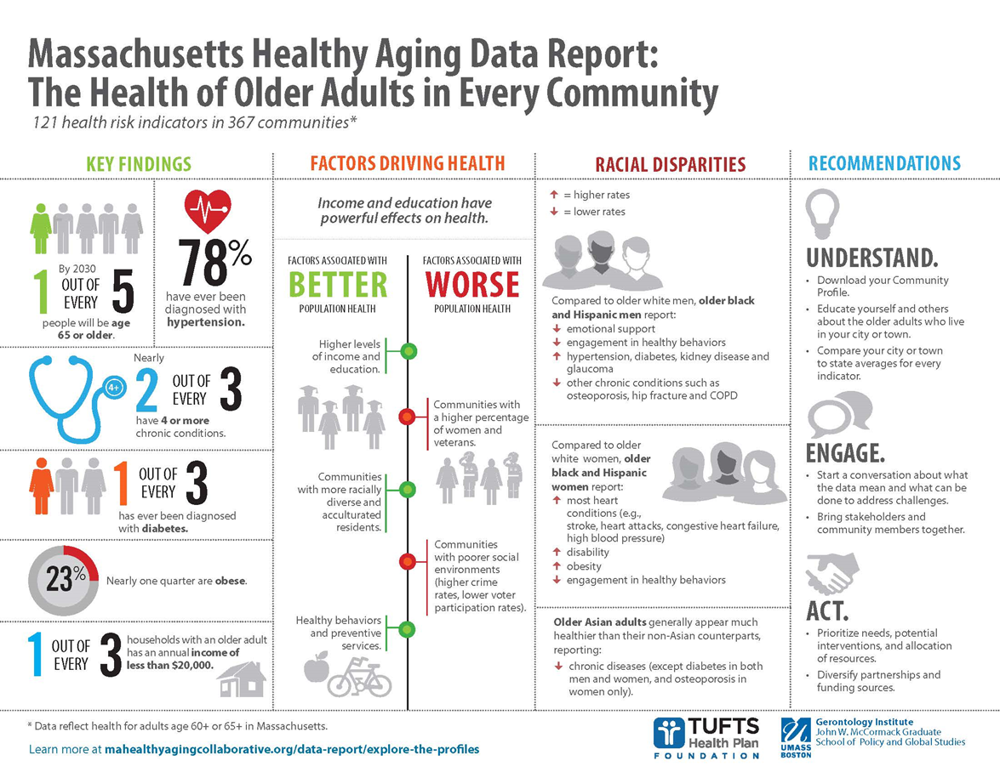 Massachusetts Healthy Aging Data Report:
The Health of Older Adults in Every Community
121 health risk indicators in 367 communities*
KEY FINDINGS
1
By 2030
OUT OF
EVERY
5
people will be age
65 or older.
78%
have ever been
diagnosed with
hypertension.
4+
Nearly
2
OUT OF
EVERY
3
have 4 or more
chronic conditions.
1
OUT OF
EVERY
3
has ever been diagnosed
with diabetes.
23%
Nearly one quarter are obese.
1
OUT OF
EVERY
3
households with an older adult
has an annual income of
less than $20,000.
FACTORS DRIVING HEALTH
Income and education have
powerful effects on health.
FACTORS ASSOCIATED WITH
BETTER
POPULATION HEALTH
FACTORS ASSOCIATED WITH
WORSE
POPULATION HEALTH
Higher levels
of income and
education.
Communities with
a higher percentage
of women and
veterans.
Communities
with more racially
diverse and
acculturated
residents.
Communities
with poorer social
environments
(higher crime
rates, lower voter
participation rates).
Healthy behaviors
and preventive
services.
RACIAL DISPARITIES
↑ = higher rates
↓ = lower rates
Compared to older white men, older black
and Hispanic men report:
↓ emotional support
↓ engagement in healthy behaviors
↑ hypertension, diabetes, kidney disease and
glaucoma
↓ other chronic conditions such as
osteoporosis, hip fracture and COPD
Compared to older
white women, older
black and Hispanic
women report:
↑ most heart
conditions (e.g.,
stroke, heart attacks, congestive heart failure,
high blood pressure)
↑ disability
↑ obesity
↓ engagement in healthy behaviors
Older Asian adults generally appear much
healthier than their non-Asian counterparts,
reporting:
↓ chronic diseases (except diabetes in both
men and women, and osteoporosis in
women only).
RECOMMENDATIONS
UNDERSTAND.
• Download your Community
Profile.
• Educate yourself and others
about the older adults who live
in your city or town.
• Compare your city or town
to state averages for every
indicator.
ENGAGE.
• Start a conversation about what
the data mean and what can be
done to address challenges.
• Bring stakeholders and
community members together.
ACT.
• Prioritize needs, potential
interventions, and allocation
of resources.
• Diversify partnerships and
funding sources.
* Data reflect health for adults age 60+ or 65+ in Massachusetts.
Learn more at mahealthyagingcollaborative.org/data-report/explore-the-profiles
TUFTS
Health Plan
FOUNDATION
UMASS
BOSTON
Gerontology Institute
John W. McCormack Graduate
School of Policy and Global Studies